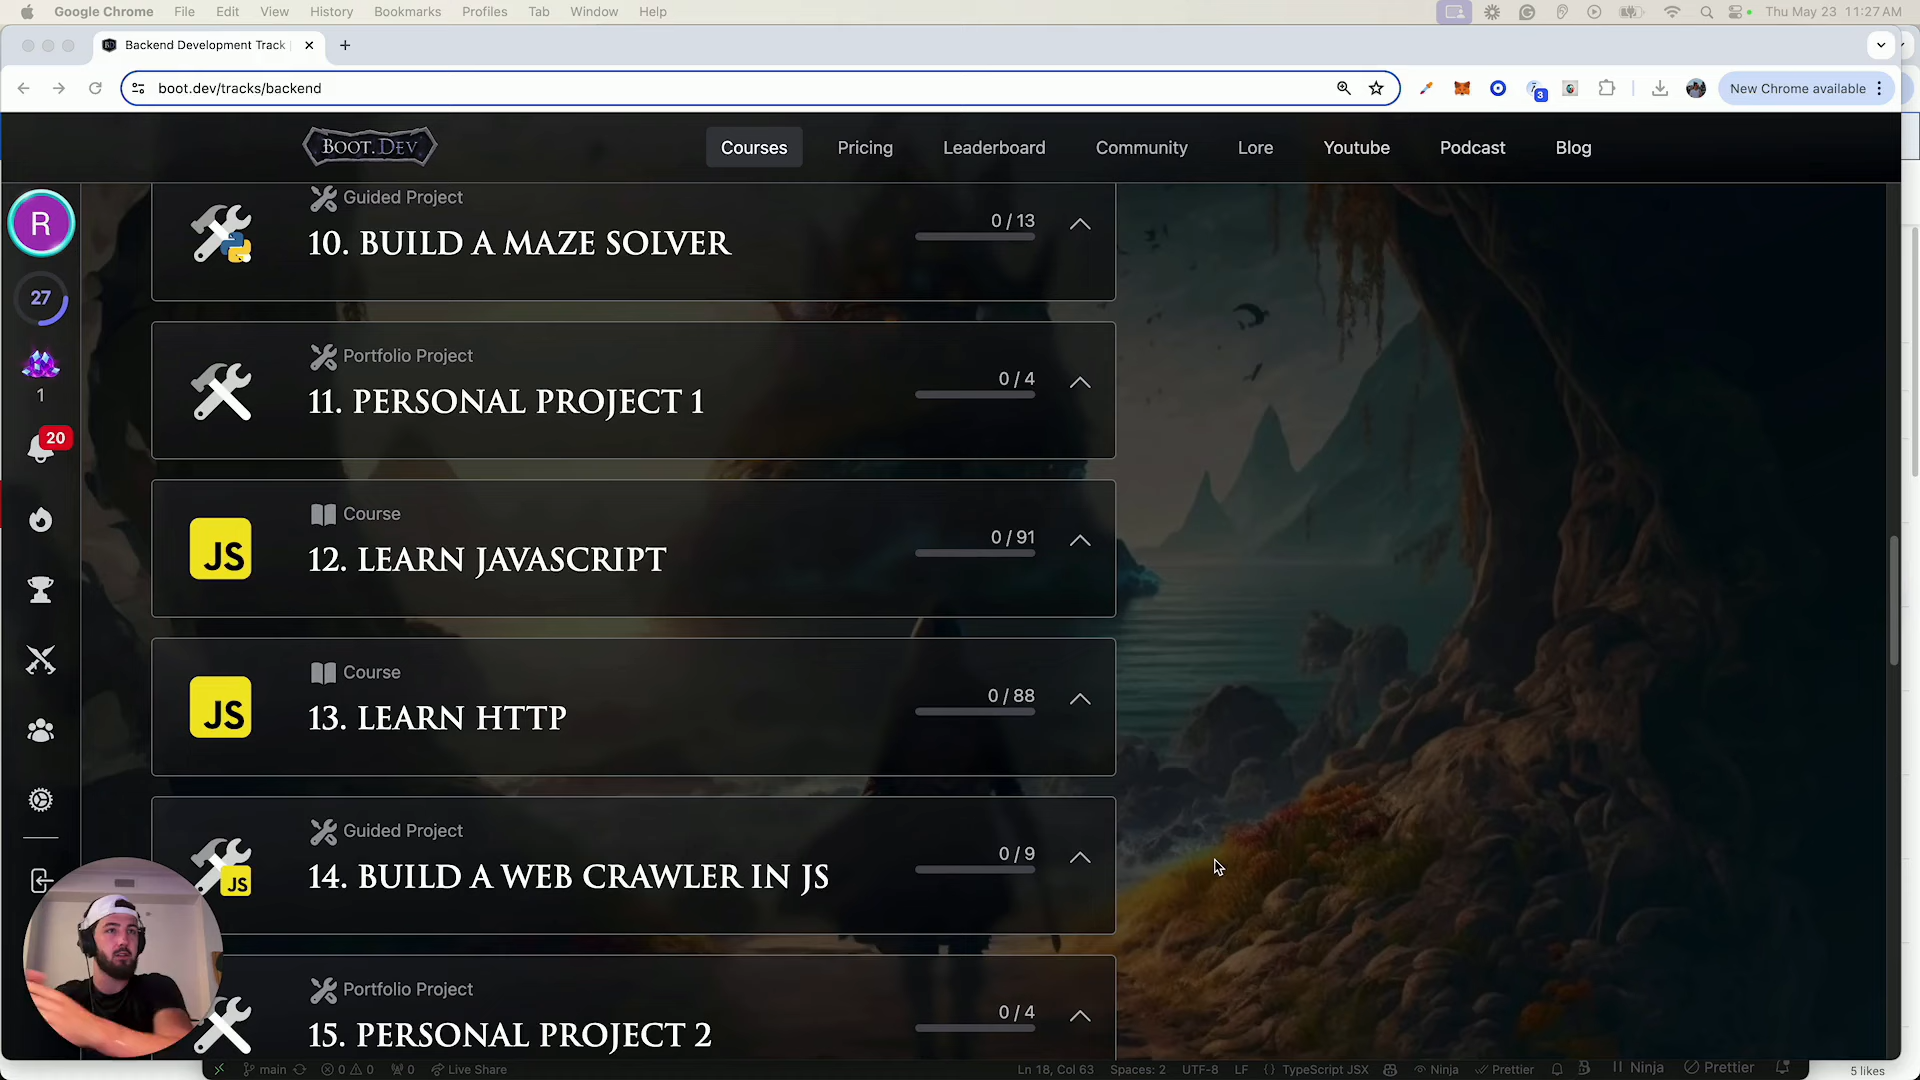 Google Chrome File Edit View History Bookmarks Profiles Tab Window Help Thu May 23 11:27 AM
Backend Development Track
boot.dev/tracks/backend
3
New Chrome available
BOOT.DEV
Courses Pricing Leaderboard Community Lore Youtube Podcast Blog
R
27
1
20
Guided Project
10. BUILD A MAZE SOLVER
0 / 13
Portfolio Project
11. PERSONAL PROJECT 1
0 / 4
JS
Course
12. LEARN JAVASCRIPT
0 / 91
JS
Course
13. LEARN HTTP
0 / 88
JS
Guided Project
14. BUILD A WEB CRAWLER IN JS
0 / 9
Portfolio Project
15. PERSONAL PROJECT 2
0 / 4
main 0 0 0 Live Share Ln 18, Col 63 Spaces: 2 UTF-8 LF {} TypeScript JSX Ninja Prettier Ninja Prettier
5 likes